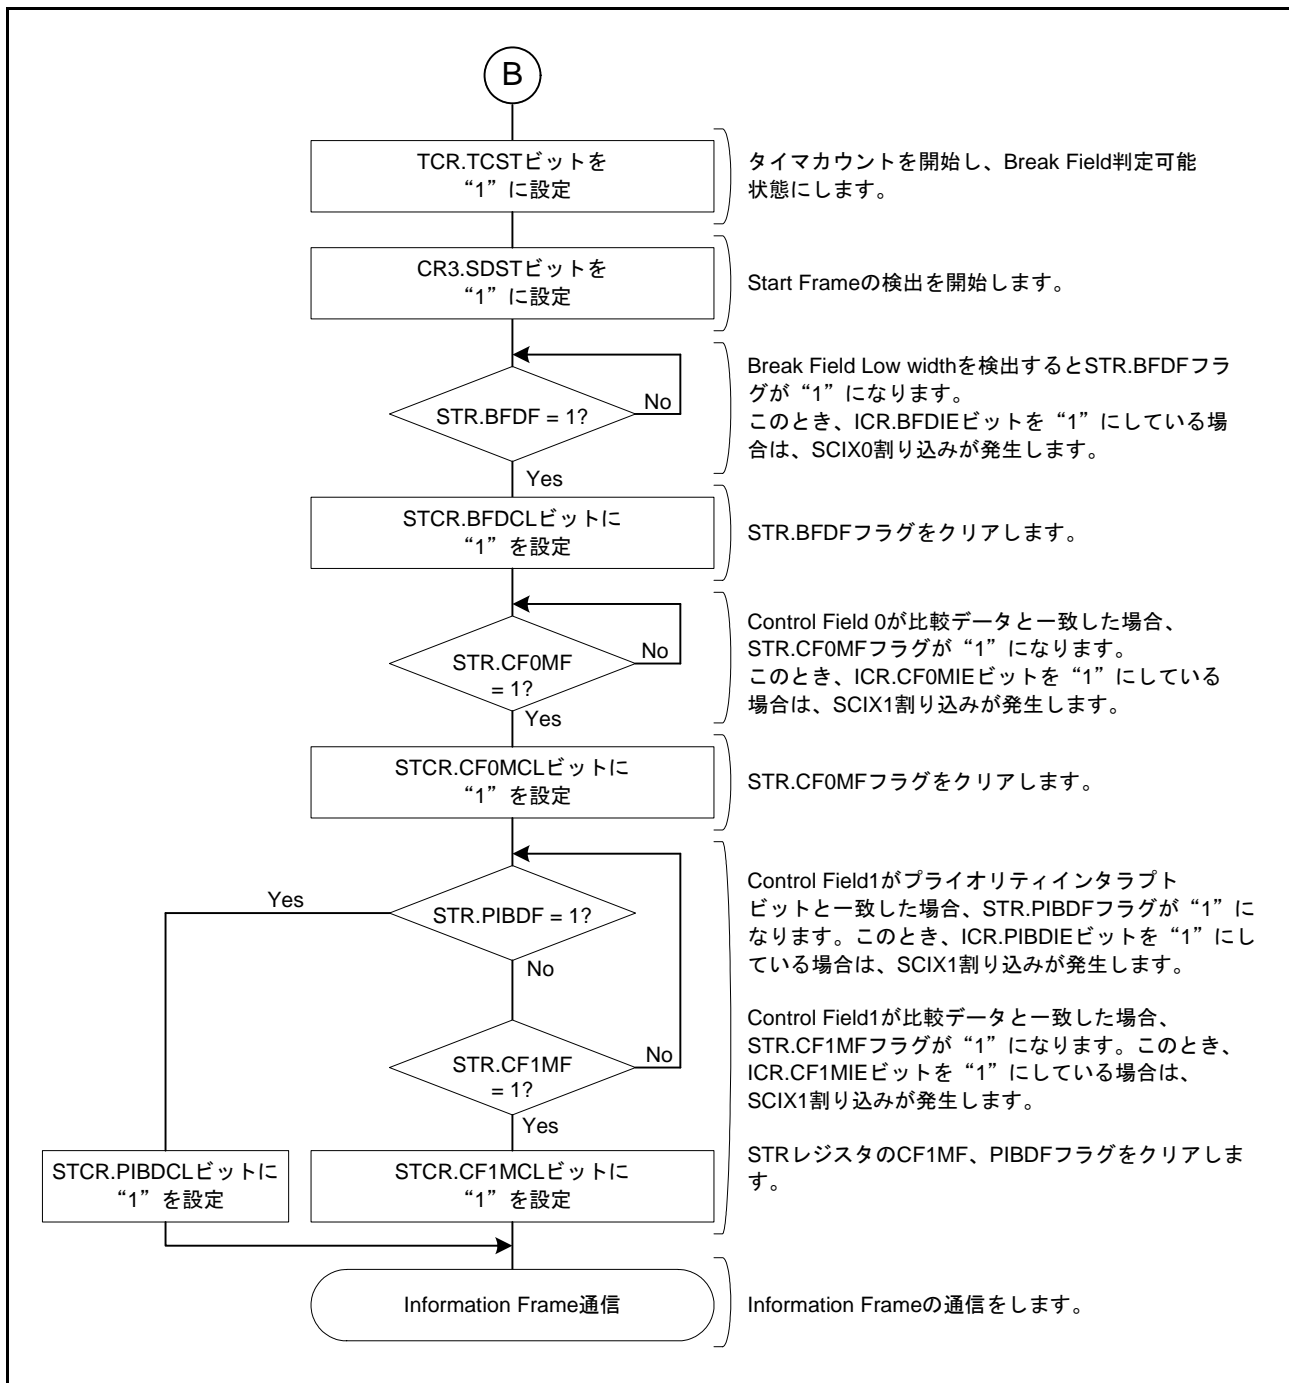 B
TCR.TCSTビットを
“1”に設定
タイマカウントを開始し、Break Field判定可能
状態にします。
CR3.SDSTビットを
“1”に設定
Start Frameの検出を開始します。
STR.BFDF = 1?
No
Yes
Break Field Low widthを検出するとSTR.BFDFフラ
グが“1”になります。
このとき、ICR.BFDIEビットを“1”にしている場
合は、SCIX0割り込みが発生します。
STCR.BFDCLビットに
“1”を設定
STR.BFDFフラグをクリアします。
STR.CF0MF
= 1?
No
Yes
Control Field 0が比較データと一致した場合、
STR.CF0MFフラグが“1”になります。
このとき、ICR.CF0MIEビットを“1”にしている
場合は、SCIX1割り込みが発生します。
STCR.CF0MCLビットに
“1”を設定
STR.CF0MFフラグをクリアします。
Yes
STR.PIBDF = 1?
No
Control Field1がプライオリティインタラプト
ビットと一致した場合、STR.PIBDFフラグが“1”に
なります。このとき、ICR.PIBDIEビットを“1”にし
ている場合は、SCIX1割り込みが発生します。
STR.CF1MF
= 1?
No
Yes
Control Field1が比較データと一致した場合、
STR.CF1MFフラグが“1”になります。このとき、
ICR.CF1MIEビットを“1”にしている場合は、
SCIX1割り込みが発生します。
STCR.PIBDCLビットに
“1”を設定
STCR.CF1MCLビットに
“1”を設定
STRレジスタのCF1MF、PIBDFフラグをクリアしま
す。
Information Frame通信
Information Frameの通信をします。